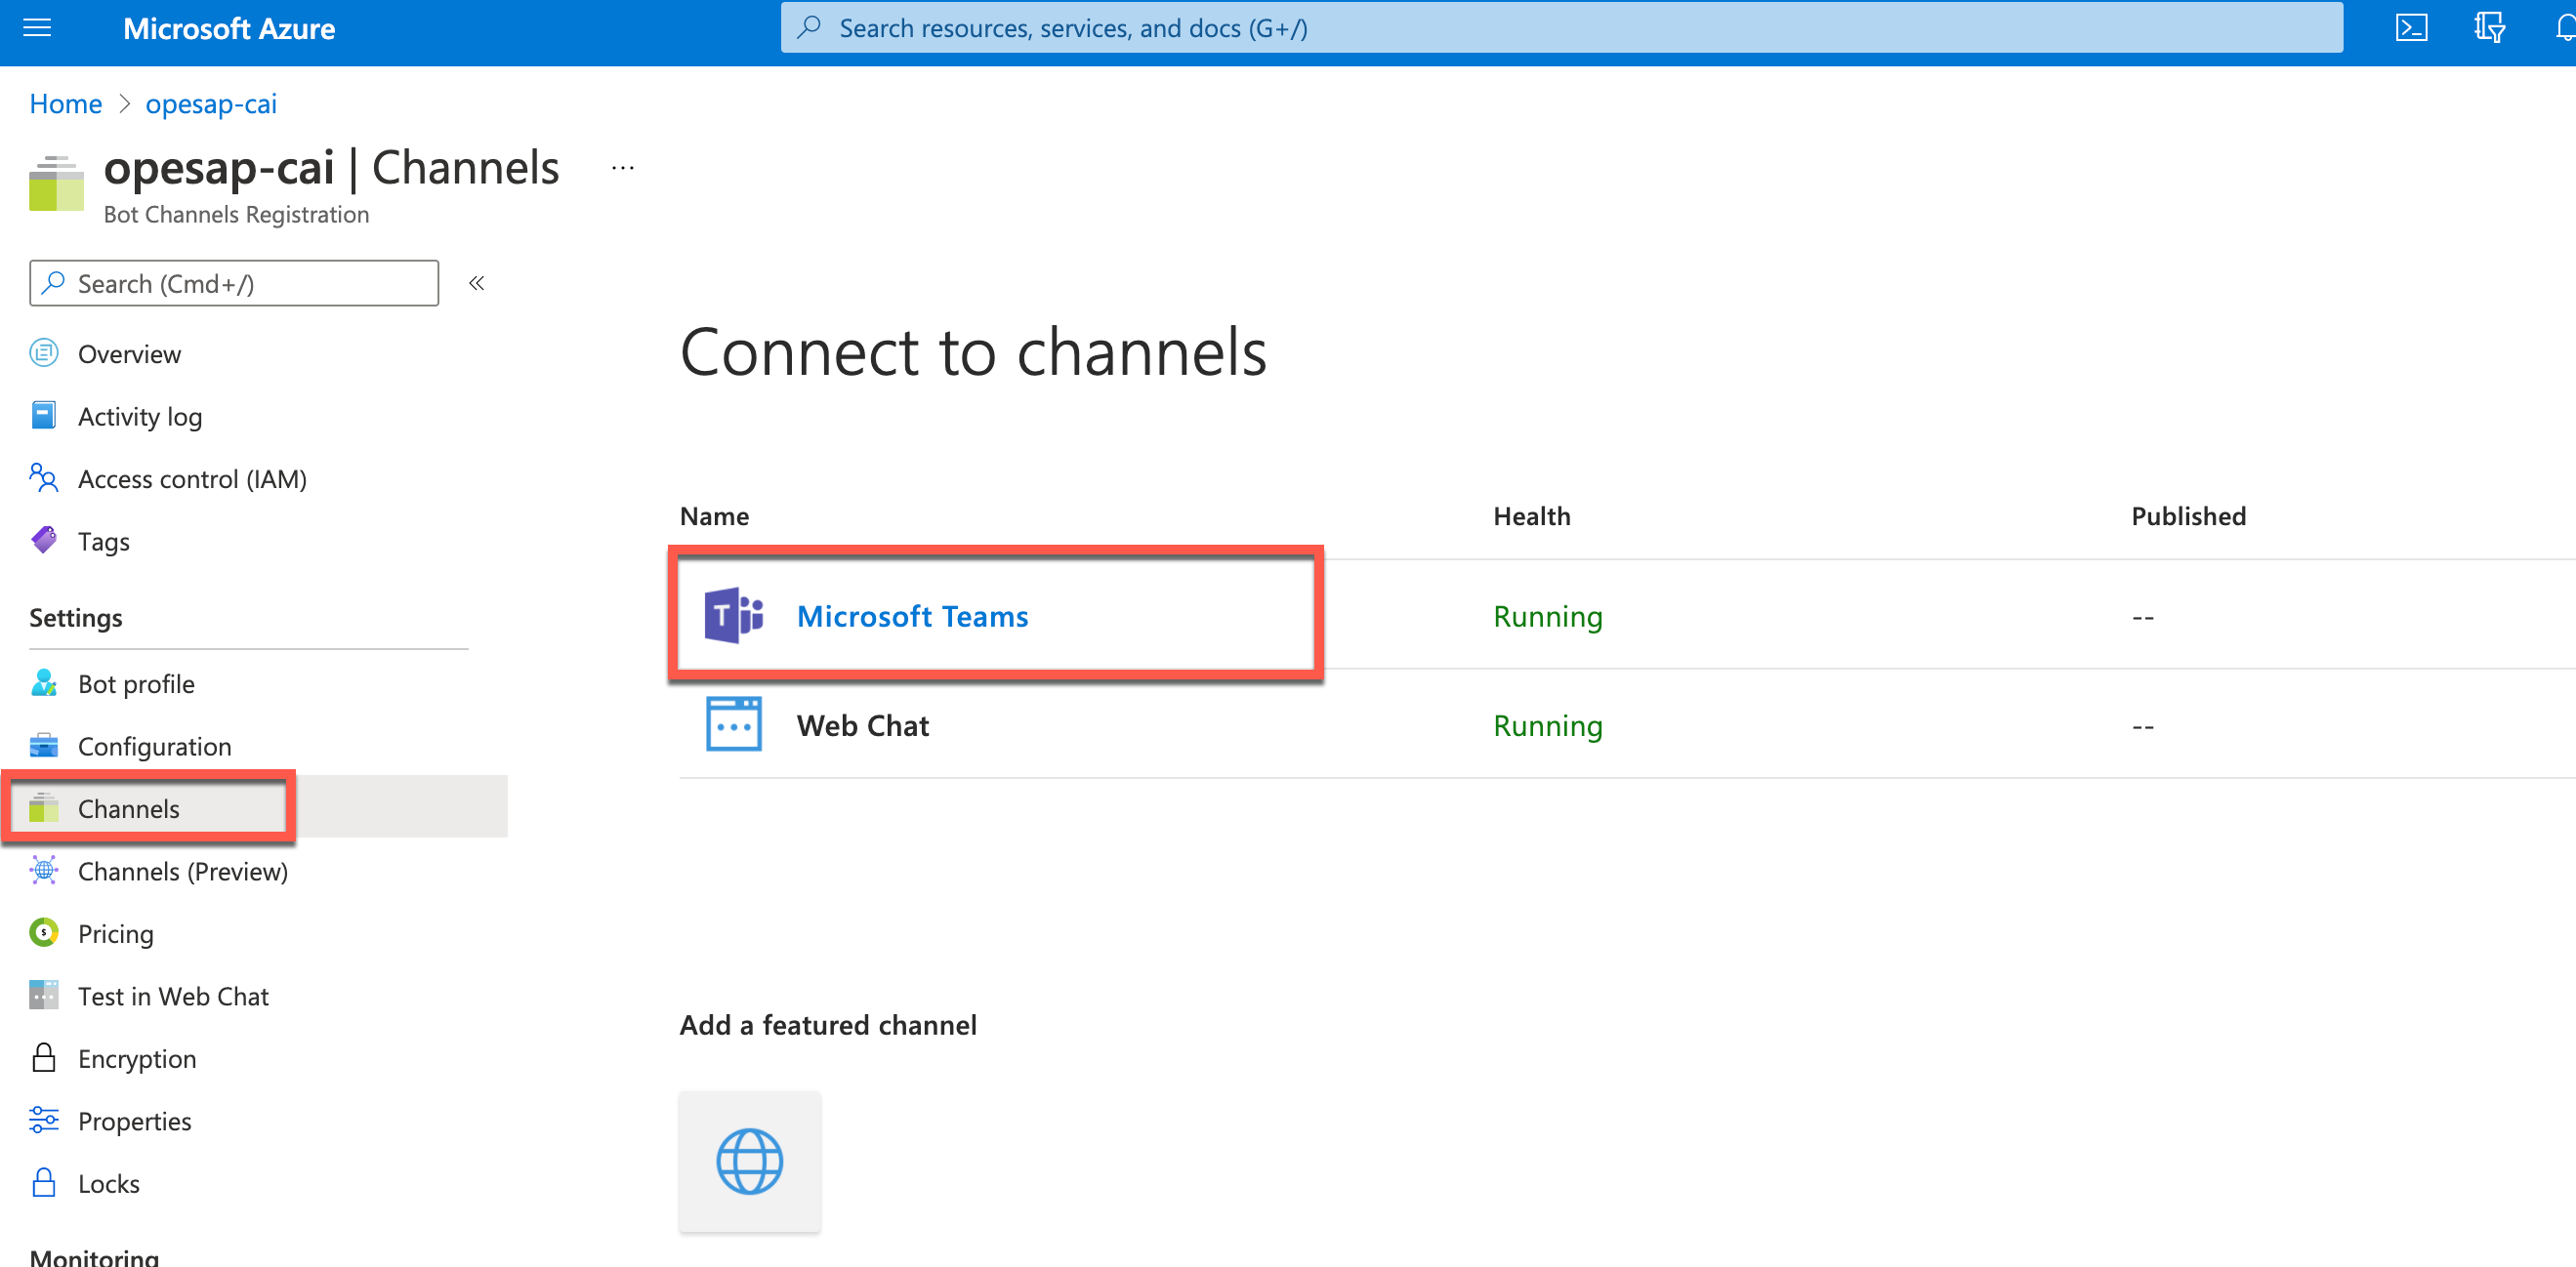 Microsoft Azure
Search resources, services, and docs (G+/)
Home > opesap-cai
opesap-cai | Channels ...
Bot Channels Registration
Search (Cmd+/) «
Overview
Activity log
Access control (IAM)
Tags
Settings
Bot profile
Configuration
Channels
Channels (Preview)
Pricing
Test in Web Chat
Encryption
Properties
Locks
Monitoring
Connect to channels
Name Health Published
Microsoft Teams Running --
Web Chat Running --
Add a featured channel